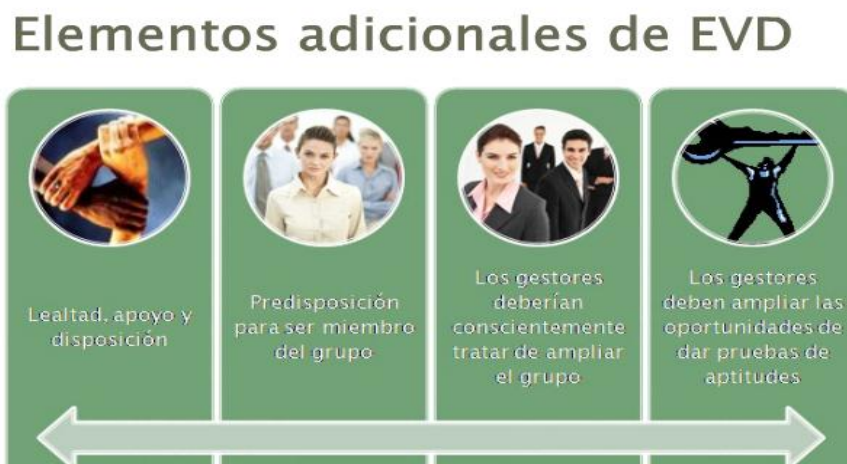 Elementos adicionales de EVD
Lealtad, apoyo y
disposición
Predisposición
para ser miembro
del grupo
Los gestores
deberían
conscientemente
tratar de ampliar
el grupo
Los gestores
deben ampliar las
oportunidades de
dar pruebas de
aptitudes